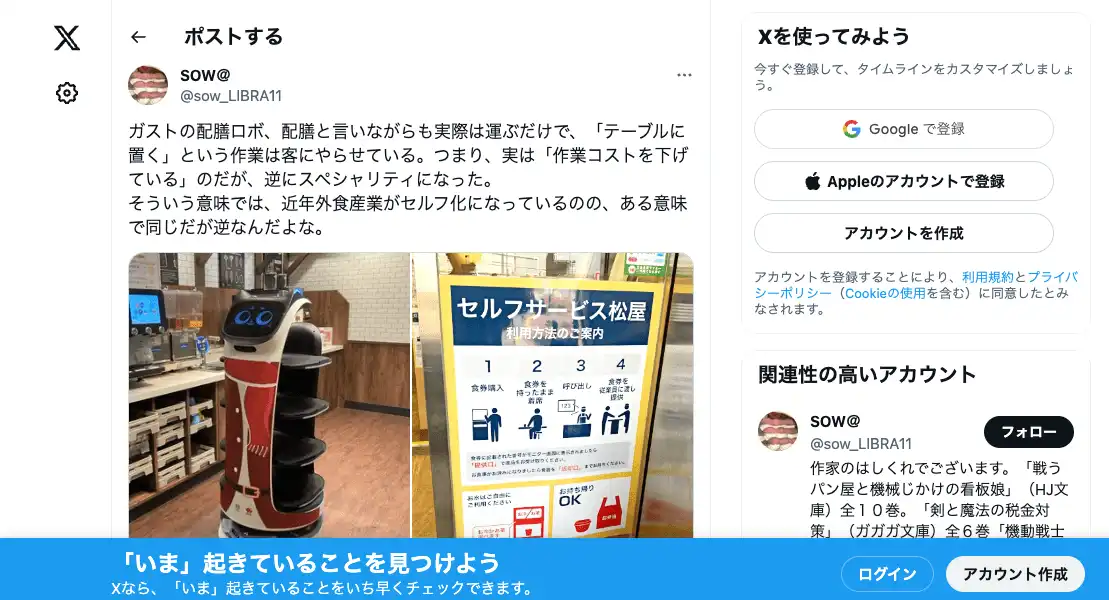 ポストする
SOW@
@sow_LIBRA11
ガストの配膳ロボ、配膳と言いながらも実際は運ぶだけで、「テーブルに
置く」という作業は客にやらせている。つまり、実は「作業コストを下げ
ている」のだが、逆にスペシャリティになった。
そういう意味では、近年外食産業がセルフ化になっているのの、ある意味
で同じだが逆なんだよな。
セルフサービス松屋
利用方法のご案内
1 2 3 4
食券購入
食券を
持ったまま
着席
呼び出し
食券を
従業員に渡し
提供
123
お水はご自由に
ご利用ください
お持ち帰り
OK
Xを使ってみよう
今すぐ登録して、タイムラインをカスタマイズしましょ
う。
Google で登録
Appleのアカウントで登録
アカウントを作成
アカウントを登録することにより、利用規約とプライバ
シーポリシー（Cookieの使用を含む）に同意したとみ
なされます。
関連性の高いアカウント
SOW@
@sow_LIBRA11
フォロー
作家のはしくれでございます。「戦う
パン屋と機械じかけの看板娘」（HJ文
庫）全１０巻。「剣と魔法の税金対
策」（ガガガ文庫）全６巻「機動戦士
「いま」起きていることを見つけよう
Xなら、「いま」起きていることをいち早くチェックできます。
ログイン
アカウント作成